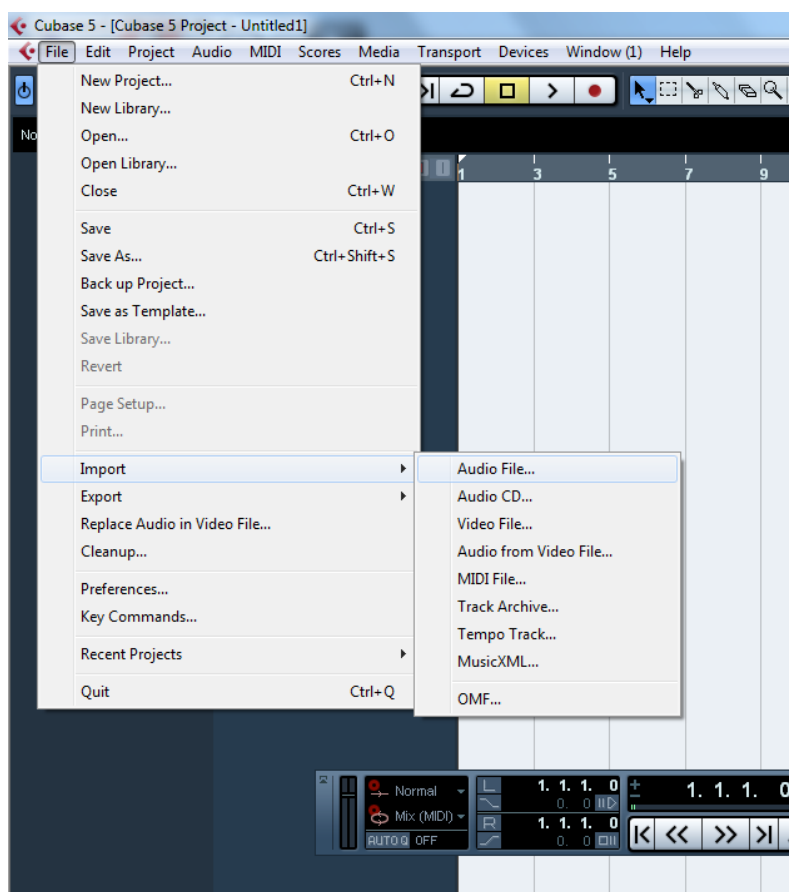 Cubase 5 - [Cubase 5 Project - Untitled1]
File Edit Project Audio MIDI Scores Media Transport Devices Window (1) Help
New Project... Ctrl+N
New Library...
Open... Ctrl+O
No
Open Library...
1 3 5 7 9
Close Ctrl+W
Save Ctrl+S
Save As... Ctrl+Shift+S
Back up Project...
Save as Template...
Save Library...
Revert
Page Setup...
Print...
Import
Export
Replace Audio in Video File...
Cleanup...
Preferences...
Key Commands...
Recent Projects
Quit Ctrl+Q
Audio File...
Audio CD...
Video File...
Audio from Video File...
MIDI File...
Track Archive...
Tempo Track...
MusicXML...
OMF...
Normal L 1. 1. 1. 0 1. 1. 1. 0
0. 0
Mix (MIDI) R 1. 1. 1. 0
AUTO Q OFF 0. 0